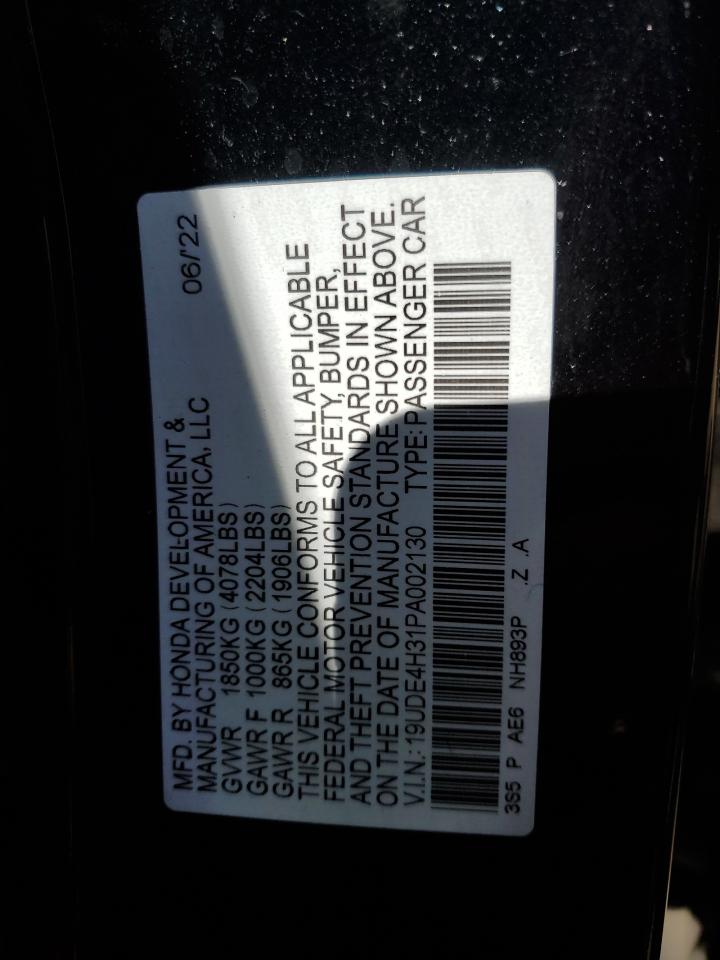 MFD. BY HONDA DEVELOPMENT &
MANUFACTURING OF AMERICA, LLC 06/'22
GVWR 1850KG (4078LBS)
GAWR F 1000KG (2204LBS)
GAWR R 865KG (1906LBS)
THIS VEHICLE CONFORMS TO ALL APPLICABLE
FEDERAL MOTOR VEHICLE SAFETY, BUMPER,
AND THEFT PREVENTION STANDARDS IN EFFECT
ON THE DATE OF MANUFACTURE SHOWN ABOVE.
V.I.N.: 19UDE4H31PA002130 TYPE: PASSENGER CAR
3S5 P AE6 NH893P .Z .A